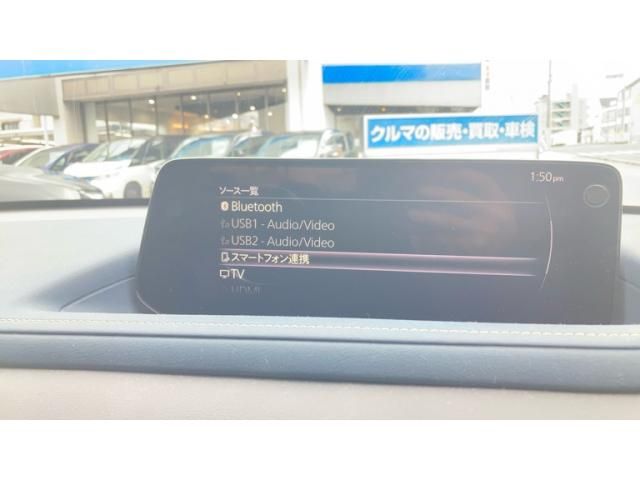 クルマの販売・買取・車検
1:50pm
ソース一覧
Bluetooth
USB1 - Audio/Video
USB2 - Audio/Video
スマートフォン連携
TV
HDMI